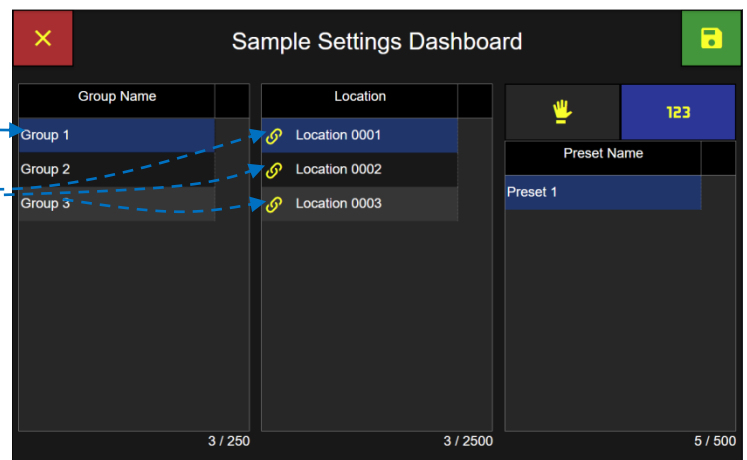 Sample Settings Dashboard
Group Name
Group 1
Group 2
Group 3
3 / 250
Location
Location 0001
Location 0002
Location 0003
3 / 2500
123
Preset Name
Preset 1
5 / 500